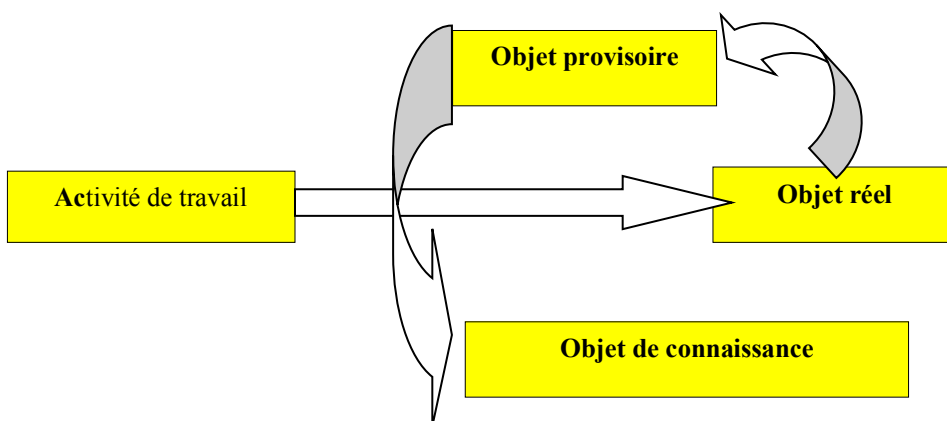 Objet provisoire
Activité de travail
Objet réel
Objet de connaissance